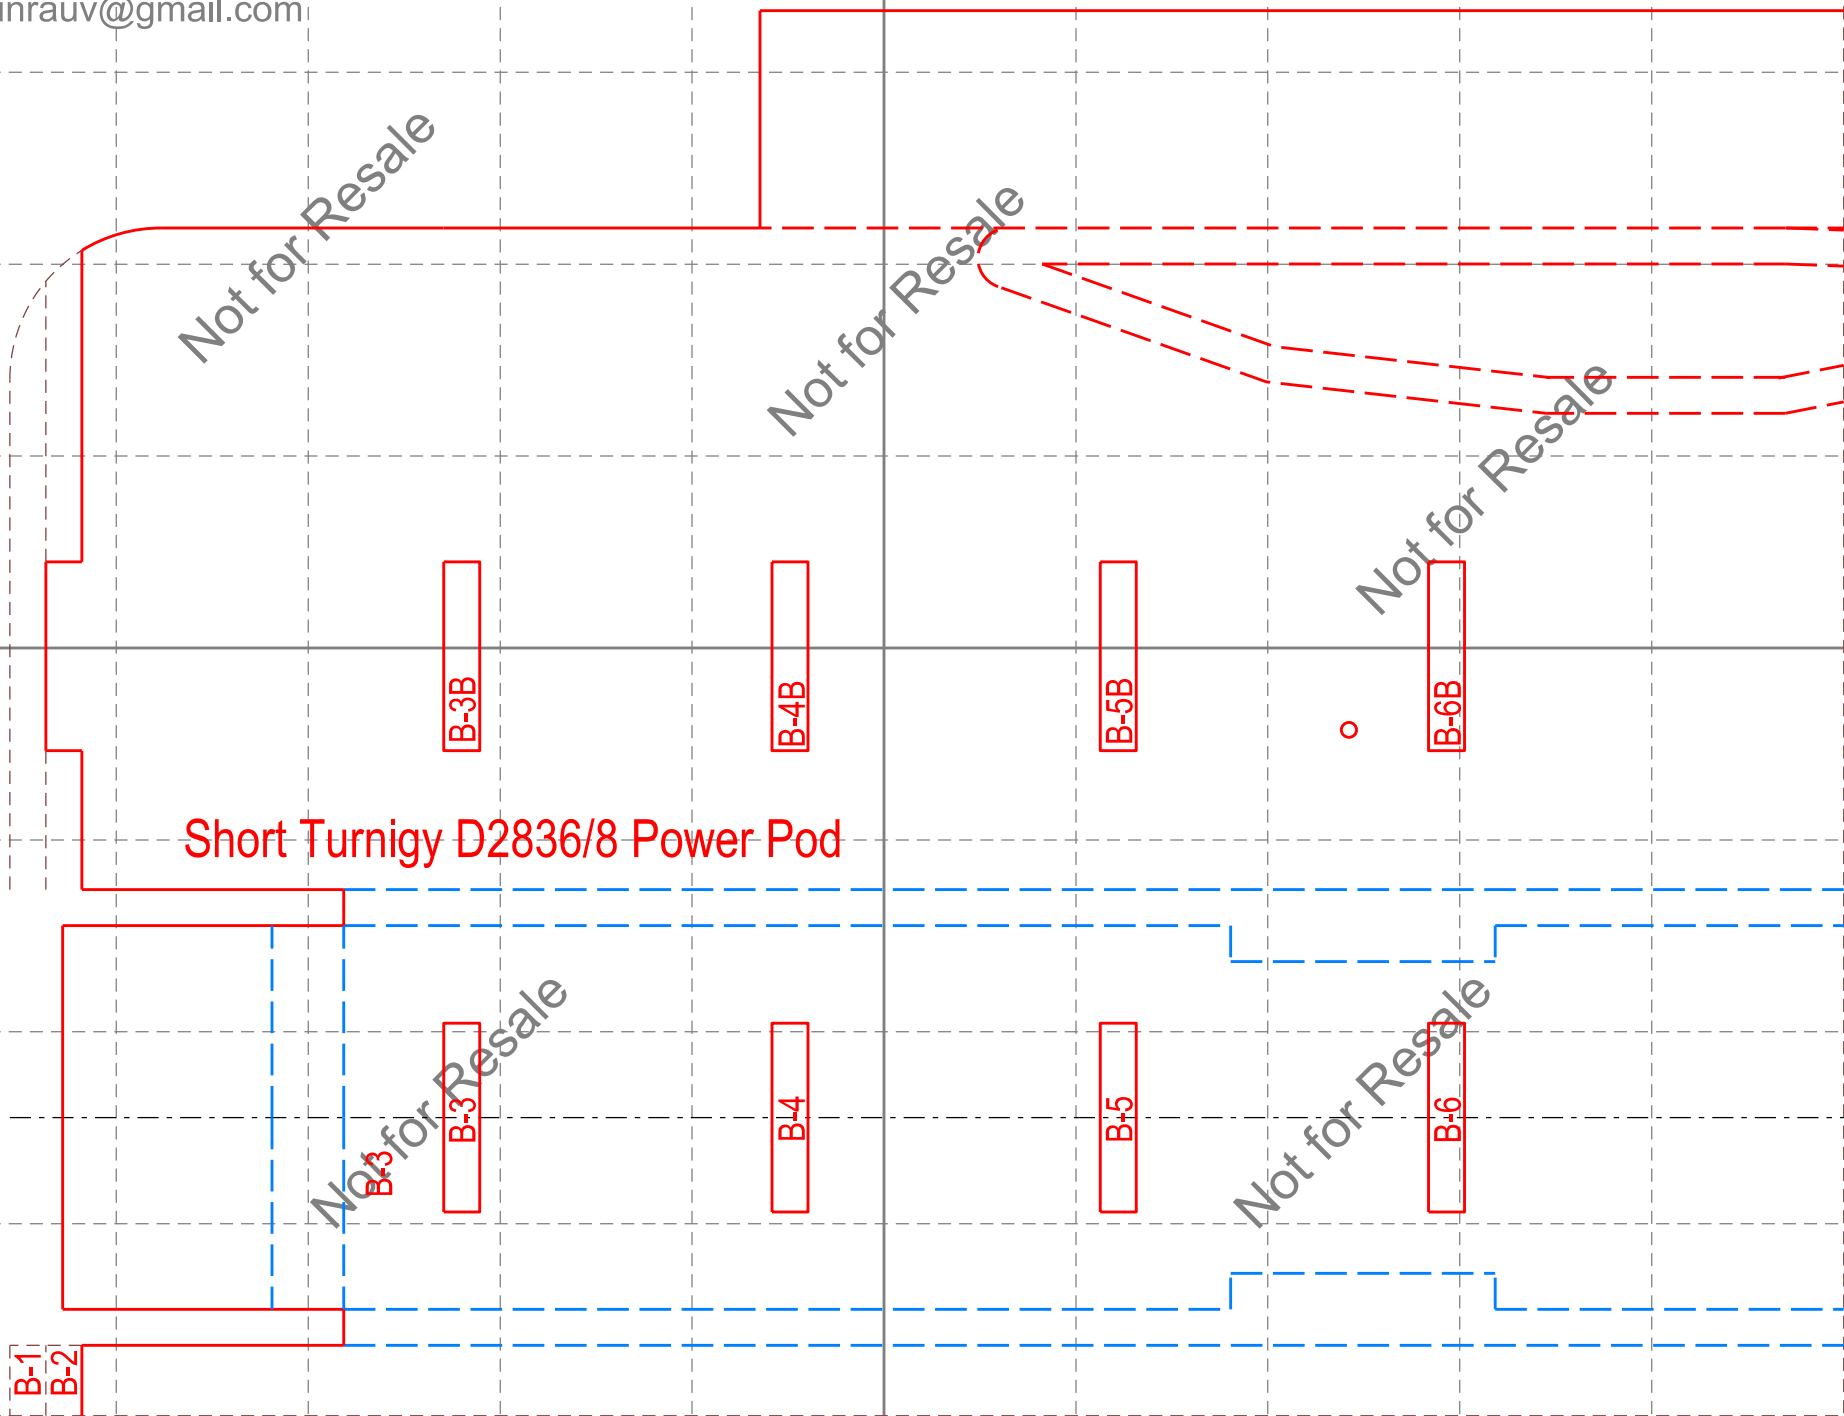 inrauv@gmail.com
Not for Resale
Not for Resale
Not for Resale
B-3B
B-4B
B-5B
B-6B
Short Turnigy D2836/8 Power Pod
Not for Resale
Not for Resale
B-3
B-3
B-4
B-5
B-6
B-1
B-2